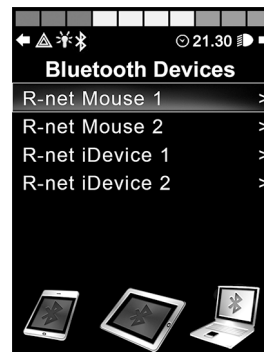 21.30
Bluetooth Devices
R-net Mouse 1 >
R-net Mouse 2 >
R-net iDevice 1 >
R-net iDevice 2 >